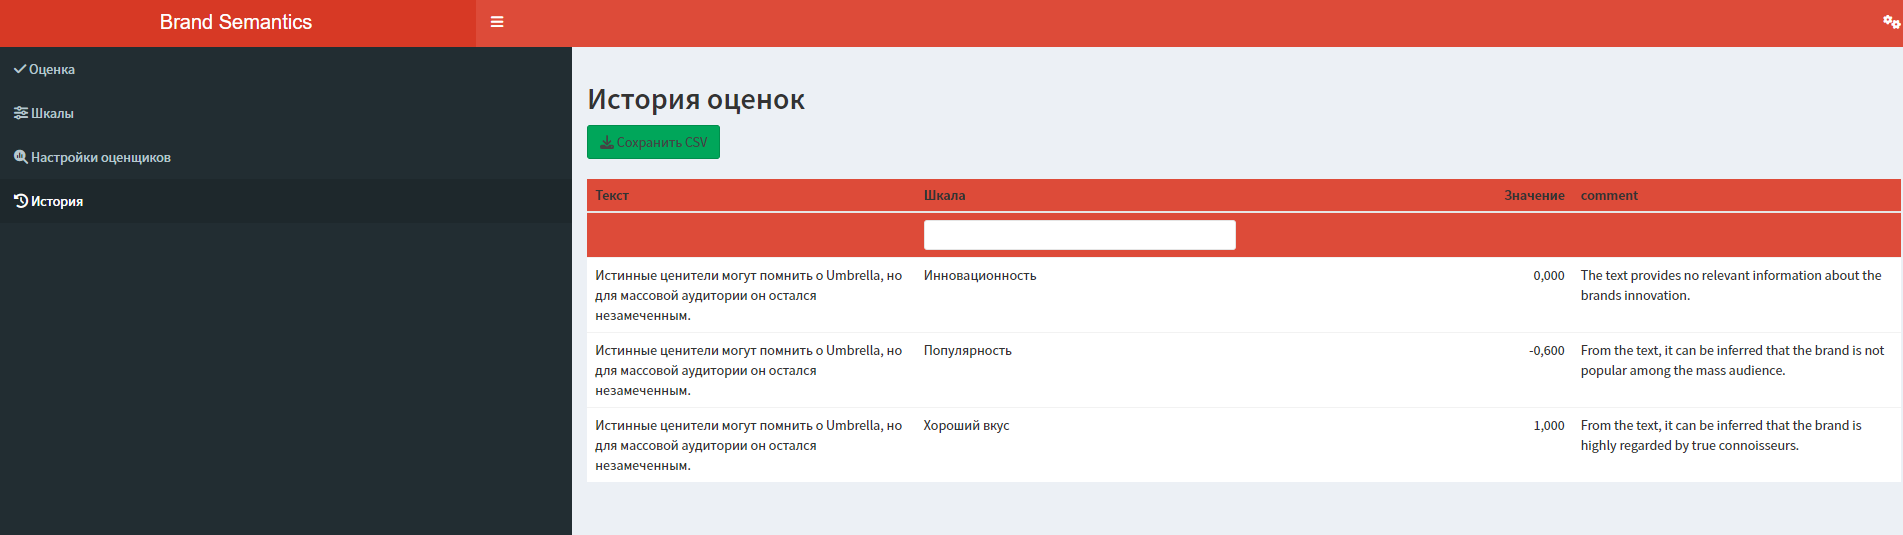 Brand Semantics
Оценка
Шкалы
Настройки оценщиков
История
История оценок
Сохранить CSV
Текст Шкала Значение comment
Истинные ценители могут помнить о Umbrella, но Инновационность 0,000 The text provides no relevant information about the
для массовой аудитории он остался brands innovation.
незамеченным.
Истинные ценители могут помнить о Umbrella, но Популярность -0,600 From the text, it can be inferred that the brand is not
для массовой аудитории он остался popular among the mass audience.
незамеченным.
Истинные ценители могут помнить о Umbrella, но Хороший вкус 1,000 From the text, it can be inferred that the brand is
для массовой аудитории он остался highly regarded by true connoisseurs.
незамеченным.